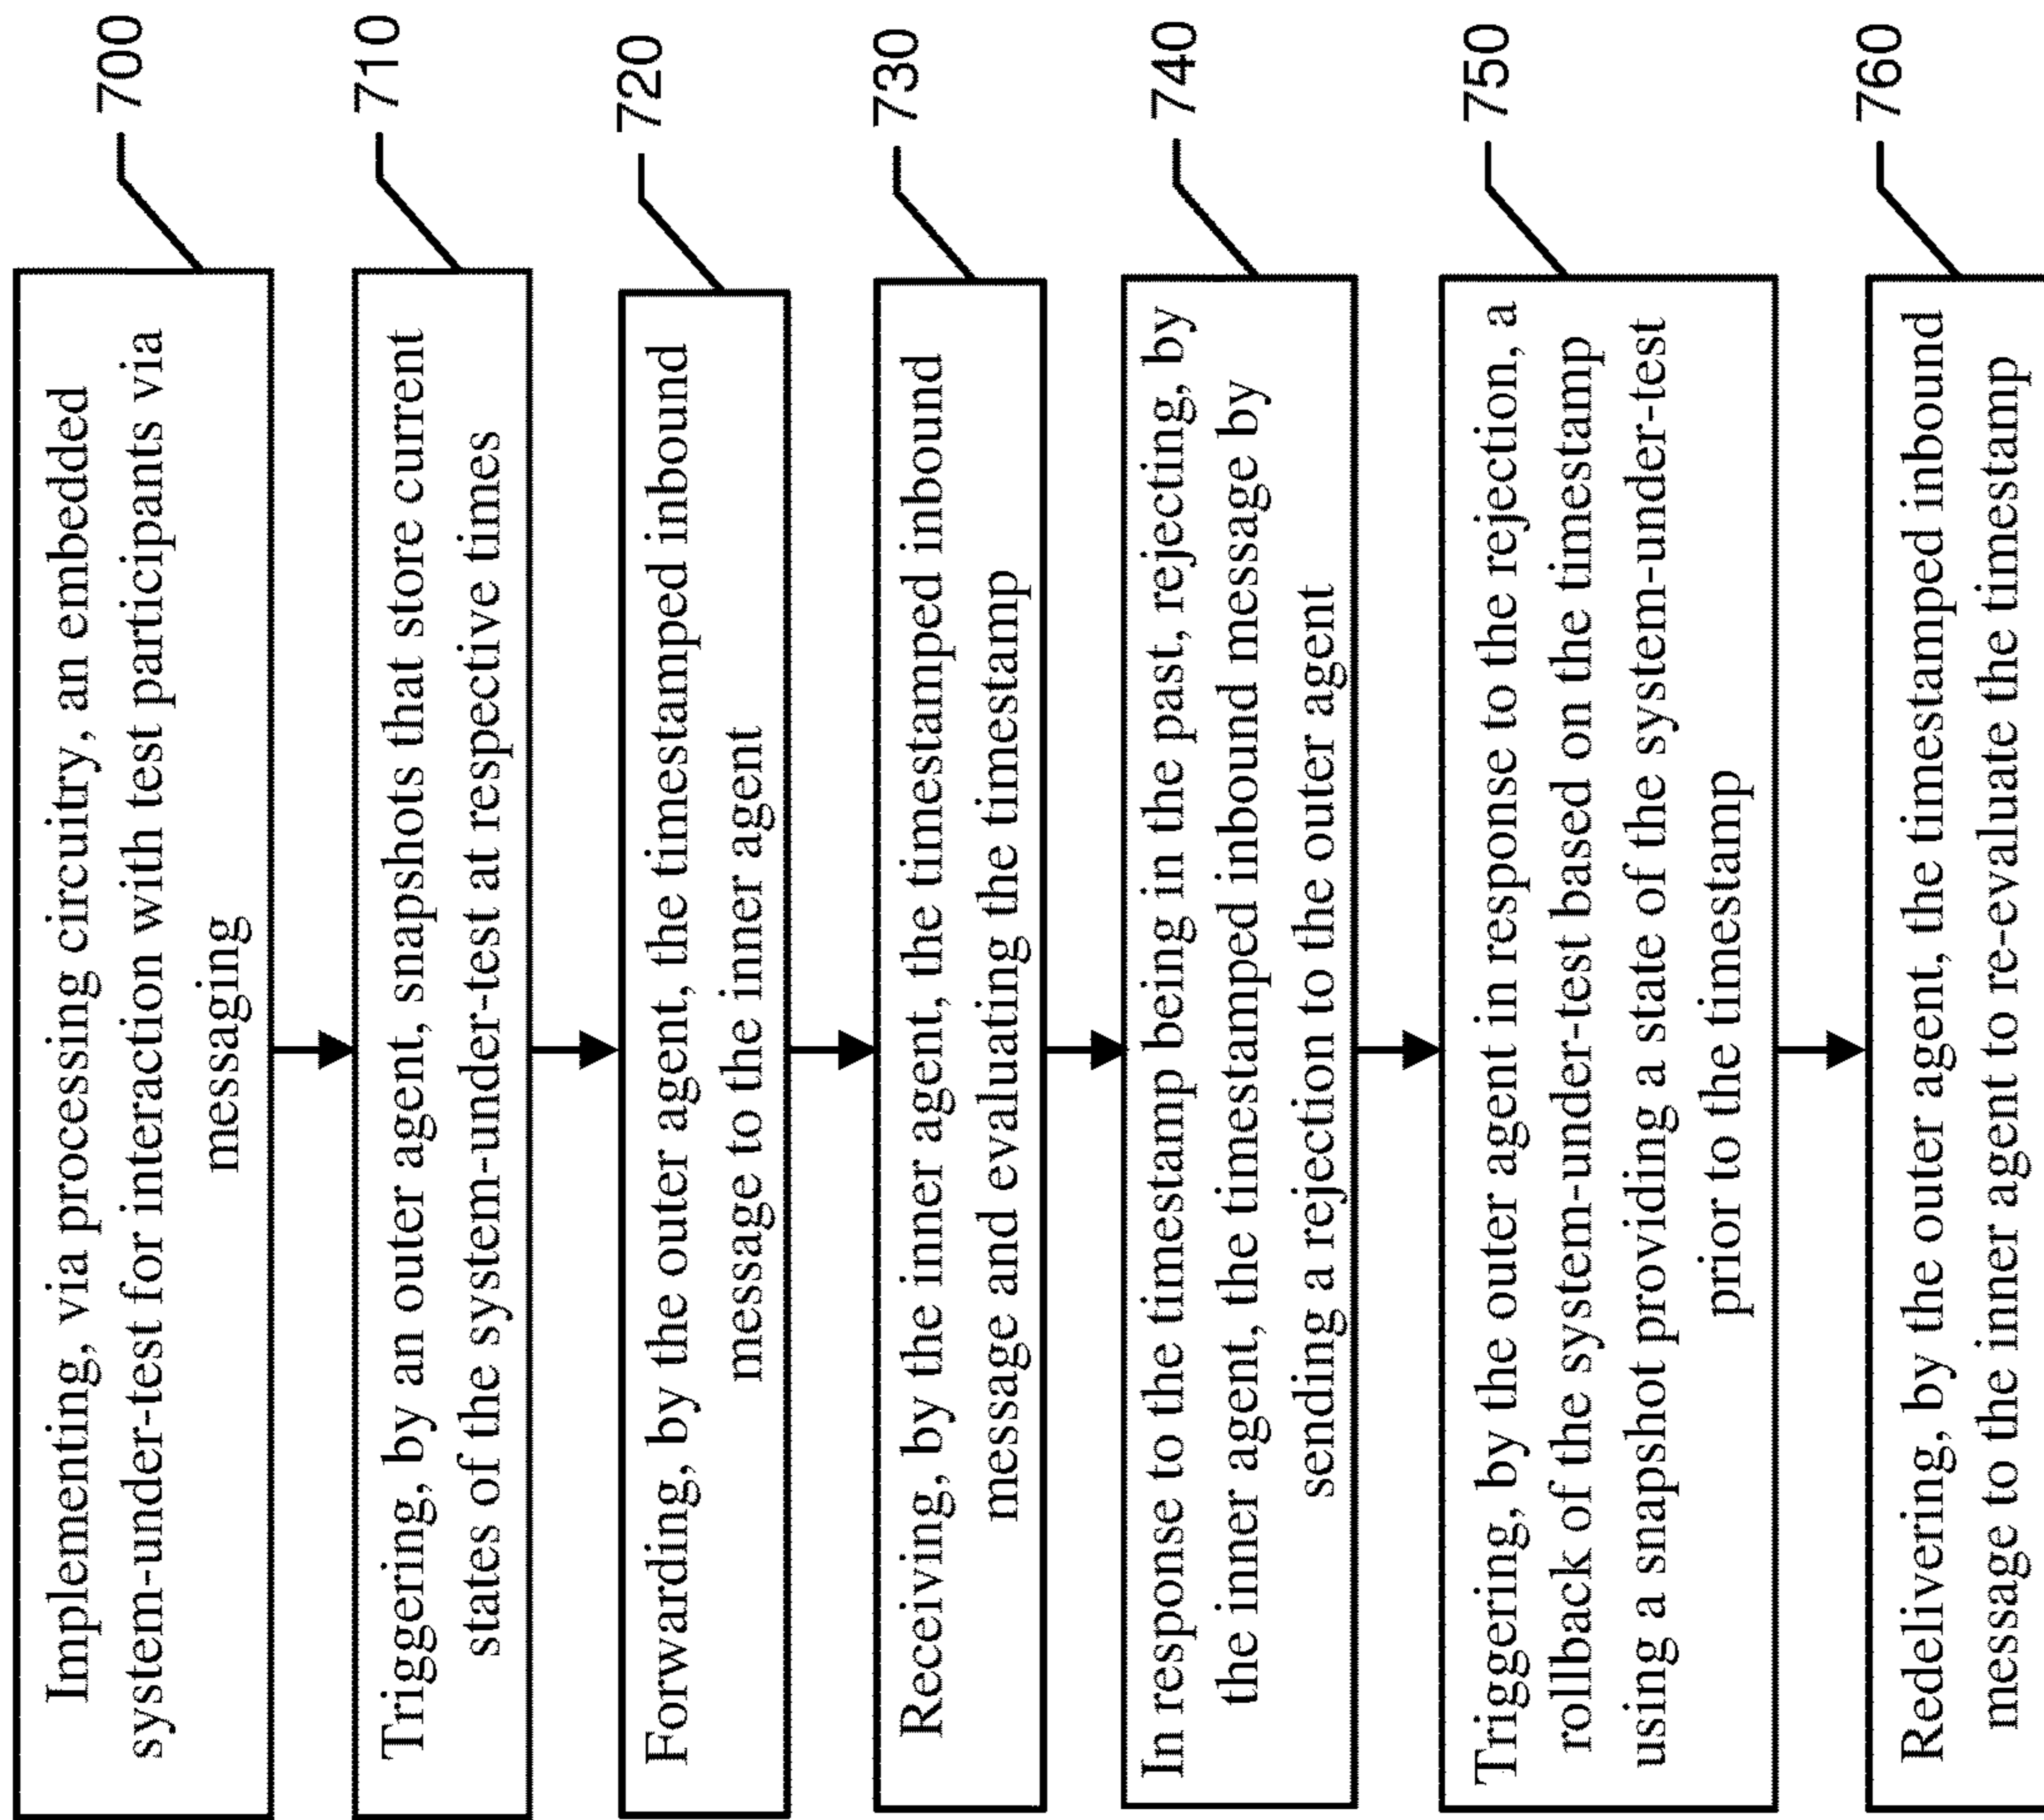 Implementing, via processing circuitry, an embedded
system-under-test for interaction with test participants via
messaging
700
Triggering, by an outer agent, snapshots that store current
states of the system-under-test at respective times
710
Forwarding, by the outer agent, the timestamped inbound
message to the inner agent
720
Receiving, by the inner agent, the timestamped inbound
message and evaluating the timestamp
730
In response to the timestamp being in the past, rejecting, by
the inner agent, the timestamped inbound message by
sending a rejection to the outer agent
740
Triggering, by the outer agent in response to the rejection, a
rollback of the system-under-test based on the timestamp
using a snapshot providing a state of the system-under-test
prior to the timestamp
750
Redelivering, by the outer agent, the timestamped inbound
message to the inner agent to re-evaluate the timestamp
760